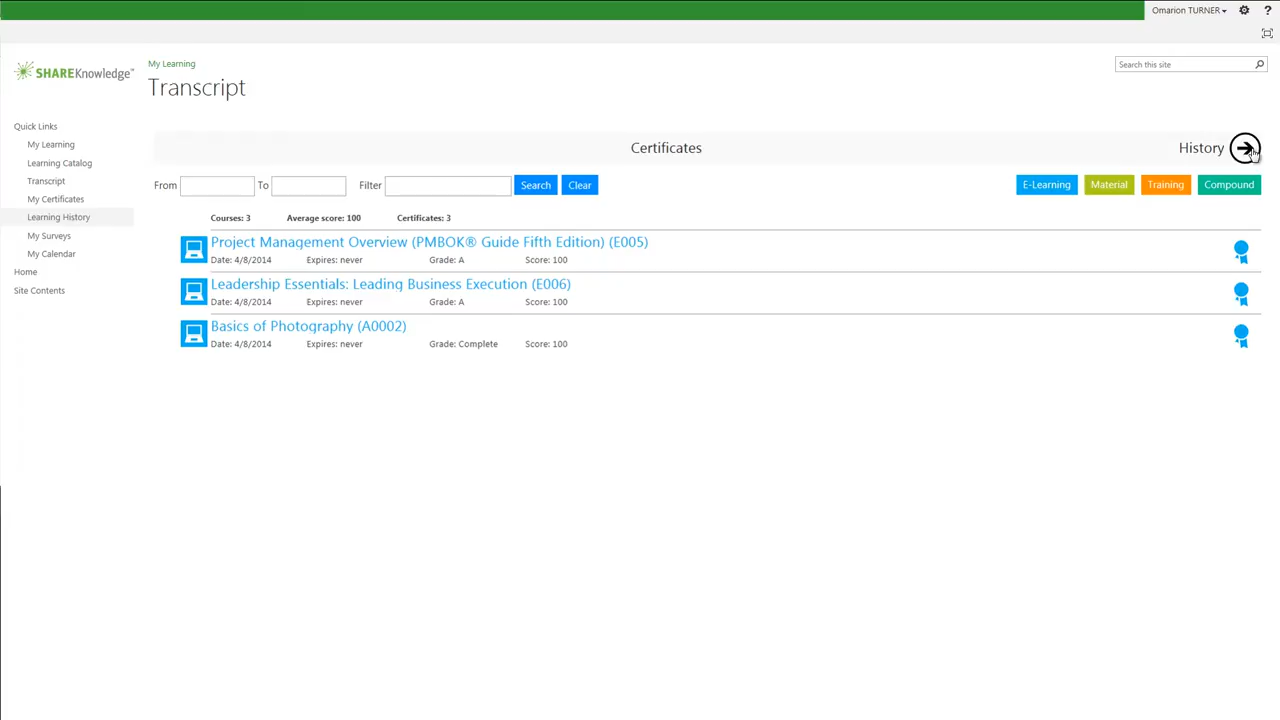 Omarion TURNER
?
SHAREKnowledge™
My Learning
Search this site
Transcript
Quick Links
My Learning
Learning Catalog
Transcript
My Certificates
Learning History
My Surveys
My Calendar
Home
Site Contents
Certificates
History
From To Filter Search Clear
E-Learning Material Training Compound
Courses: 3 Average score: 100 Certificates: 3
Project Management Overview (PMBOK® Guide Fifth Edition) (E005)
Date: 4/8/2014 Expires: never Grade: A Score: 100
Leadership Essentials: Leading Business Execution (E006)
Date: 4/8/2014 Expires: never Grade: A Score: 100
Basics of Photography (A0002)
Date: 4/8/2014 Expires: never Grade: Complete Score: 100